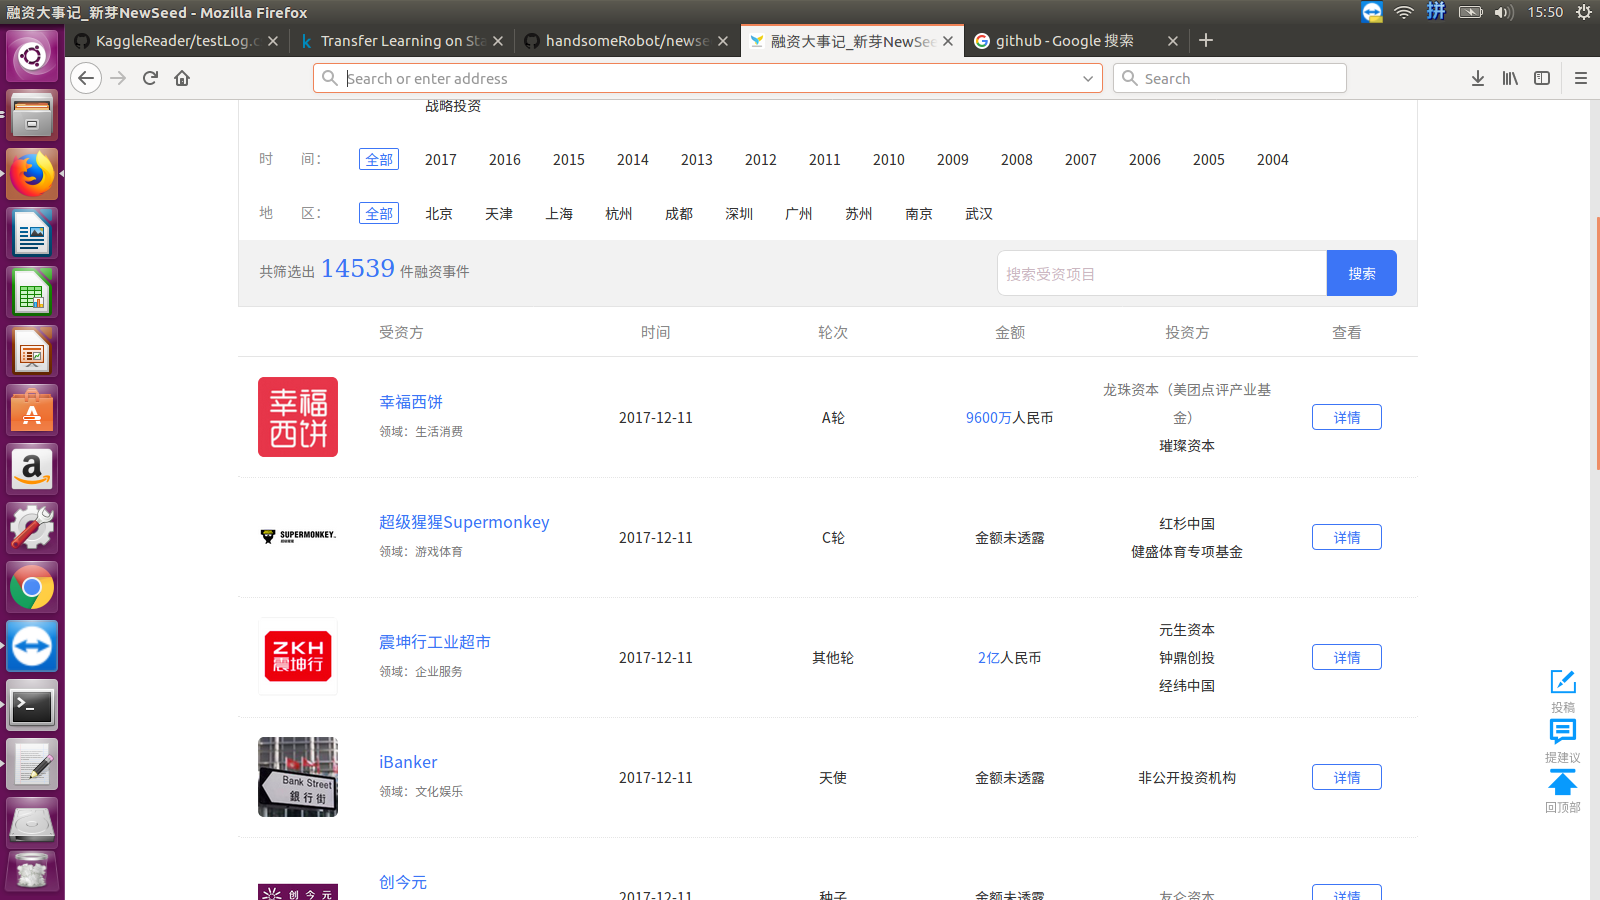 融资大事记_新芽NewSeed - Mozilla Firefox
拼
15:50
KaggleReader/testLog.c
Transfer Learning on Sta
handsomeRobot/newse
融资大事记_新芽NewSee
github - Google 搜索
Search or enter address
Search
战略投资
时 间：
全部 2017 2016 2015 2014 2013 2012 2011 2010 2009 2008 2007 2006 2005 2004
地 区：
全部 北京 天津 上海 杭州 成都 深圳 广州 苏州 南京 武汉
共筛选出 14539 件融资事件
搜索受资项目
搜索
受资方 时间 轮次 金额 投资方 查看
幸福
西饼
幸福西饼
领域：生活消费
2017-12-11
A轮
9600万人民币
龙珠资本（美团点评产业基
金）
璀璨资本
详情
SUPERMONKEY.
超级猩猩Supermonkey
领域：游戏体育
2017-12-11
C轮
金额未透露
红杉中国
健盛体育专项基金
详情
ZKH
震坤行
震坤行工业超市
领域：企业服务
2017-12-11
其他轮
2亿人民币
元生资本
钟鼎创投
经纬中国
详情
Bank Street
銀行街
iBanker
领域：文化娱乐
2017-12-11
天使
金额未透露
非公开投资机构
详情
创今元
创今元
2017-12-11
种子
金额未透露
友仑资本
详情
投稿
提建议
回顶部